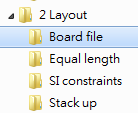 2 Layout
Board file
Equal length
SI constraints
Stack up